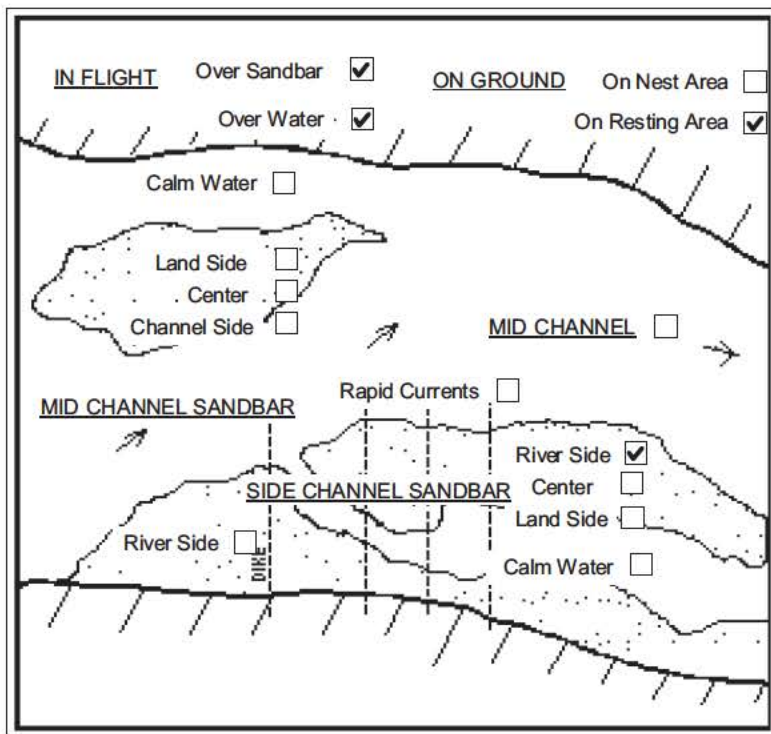 IN FLIGHT Over Sandbar ON GROUND On Nest Area
Over Water On Resting Area
Calm Water
Land Side
Center
Channel Side
MID CHANNEL
Rapid Currents
MID CHANNEL SANDBAR
River Side
SIDE CHANNEL SANDBAR Center
Land Side
River Side
DIKE
Calm Water